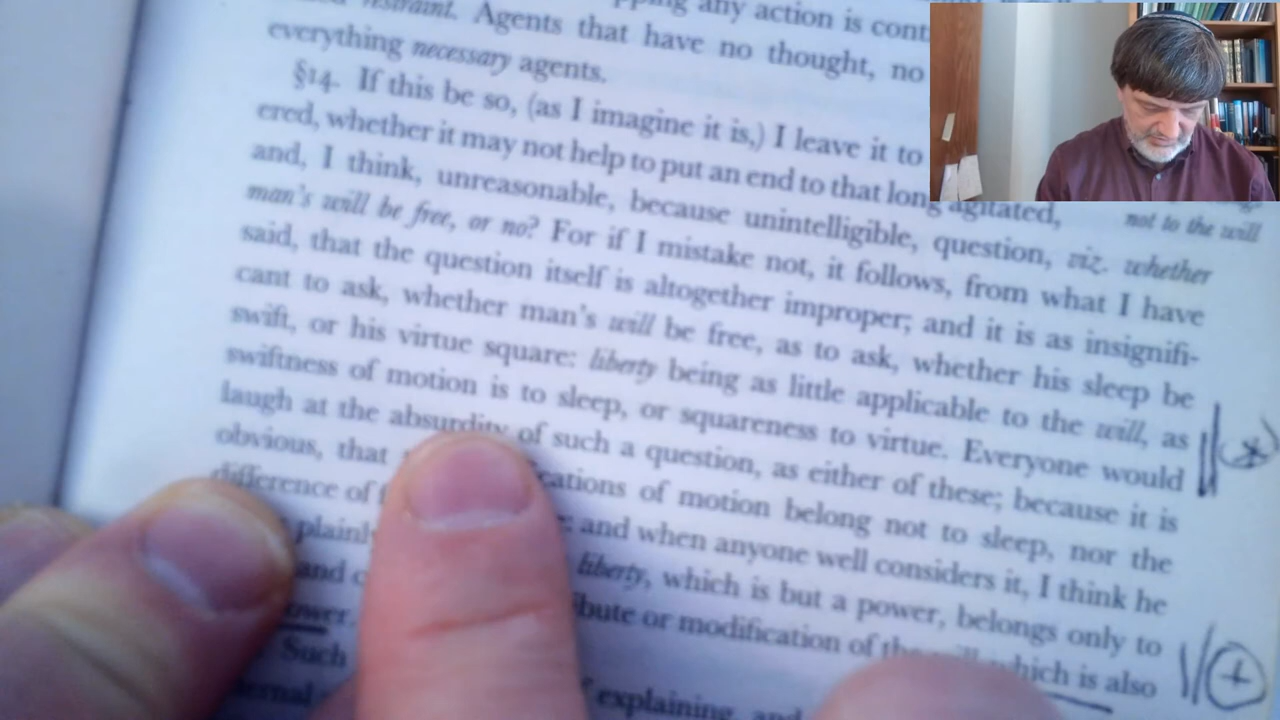 restraint. Agents that have no thought, no
any action is cont
everything necessary agents.
§14. If this be so, (as I imagine it is,) I leave it to
ered, whether it may not help to put an end to that long agitated,
not to the will
and, I think, unreasonable, because unintelligible, question, viz. whether
man's will be free, or no? For if I mistake not, it follows, from what I have
said, that the question itself is altogether improper; and it is as insignifi-
cant to ask, whether man's will be free, as to ask, whether his sleep be
swift, or his virtue square: liberty being as little applicable to the will, as
swiftness of motion is to sleep, or squareness to virtue. Everyone would
laugh at the absurdity of such a question, as either of these; because it is
obvious, that cations of motion belong not to sleep, nor the
difference of and when anyone well considers it, I think he
plainly liberty, which is but a power, belongs only to
and bute or modification of the will which is also
Such explaining, and